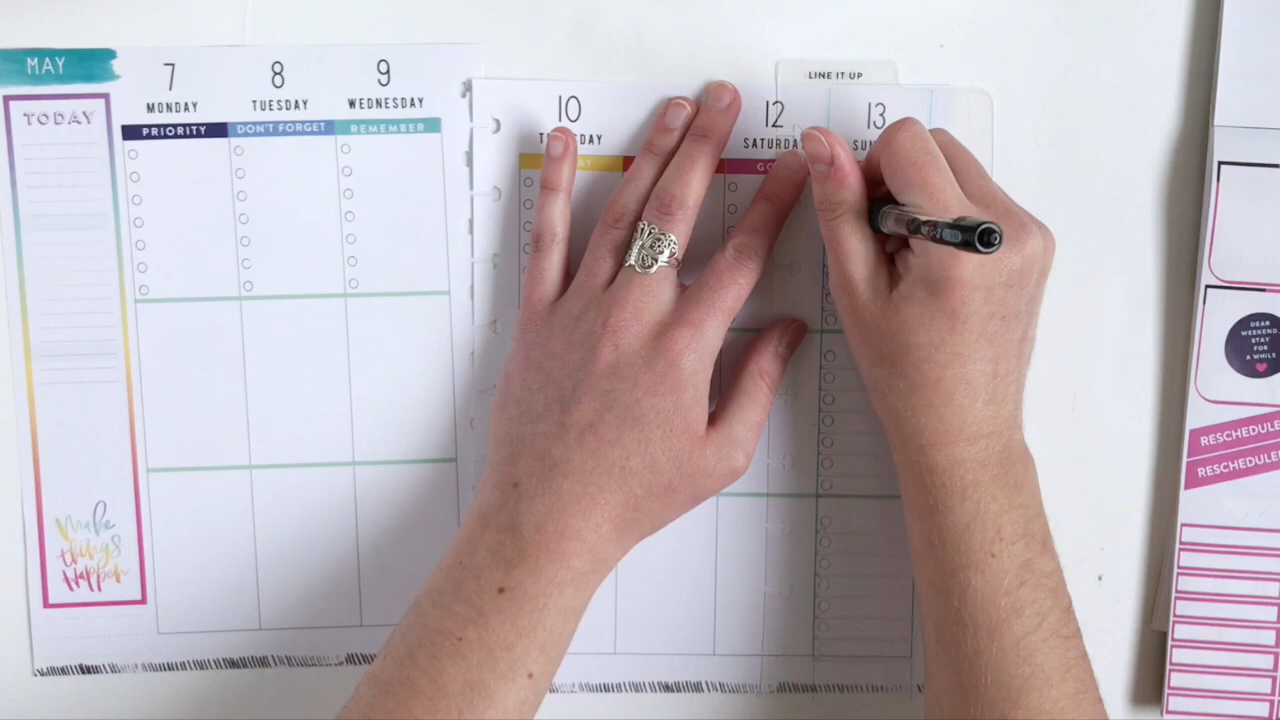 MAY
TODAY
7
MONDAY
PRIORITY
8
TUESDAY
DON'T FORGET
9
WEDNESDAY
REMEMBER
make
things
happen
LINE IT UP
10
12
SATURDAY
13
DEAR
WEEKEND,
STAY
FOR
A WHILE
RESCHEDULE
RESCHEDULE